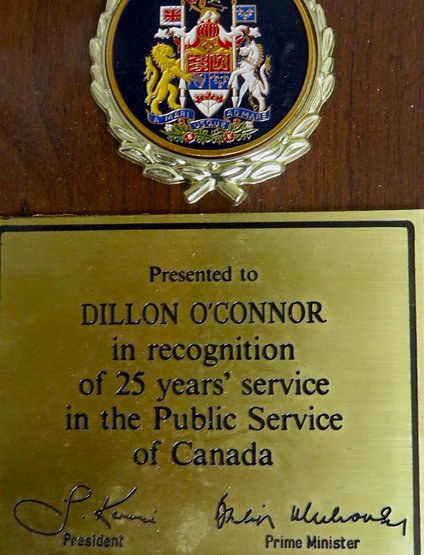 A MARI USQUE AD MARE
Presented to
DILLON O'CONNOR
in recognition
of 25 years' service
in the Public Service
of Canada
President
Prime Minister